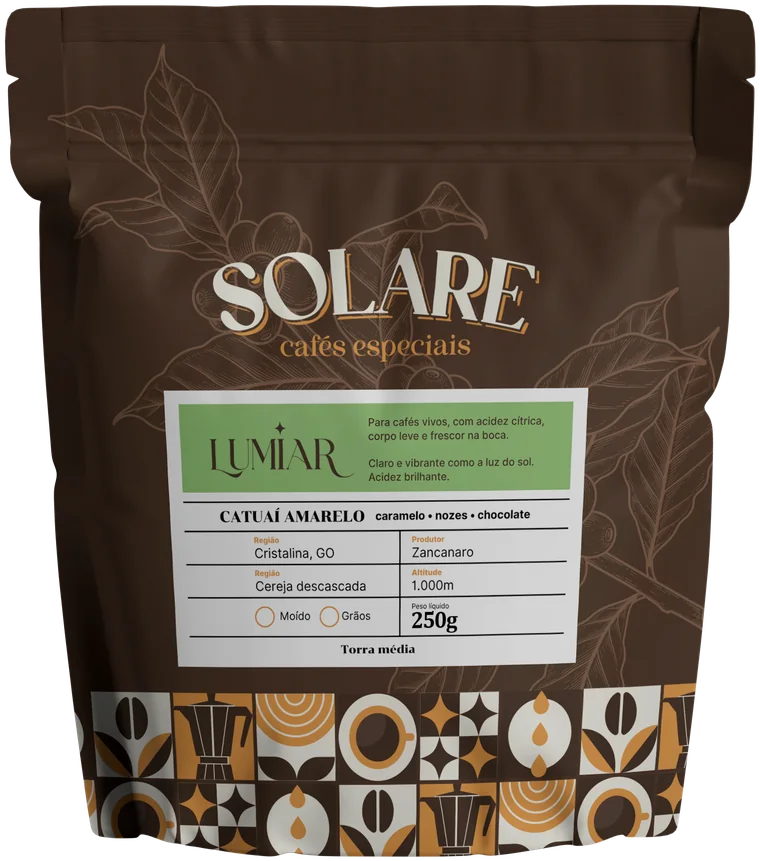 SOLARE
cafés especiais
LUMIAR
Para cafés vivos, com acidez cítrica,
corpo leve e frescor na boca.
Claro e vibrante como a luz do sol.
Acidez brilhante.
CATUAÍ AMARELO caramelo • nozes • chocolate
Região
Cristalina, GO
Produtor
Zancanaro
Região
Cereja descascada
Altitude
1.000m
Moído Grãos
Peso líquido
250g
Torra média